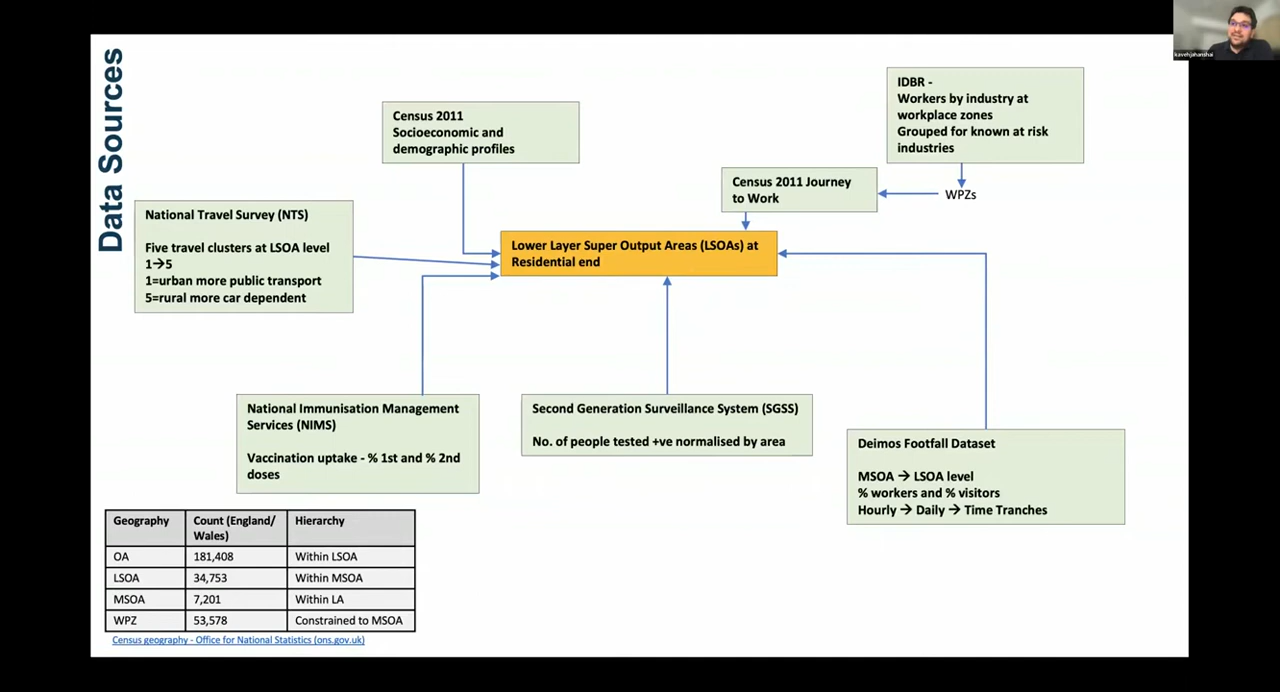 Data Sources
kavehjahanshai
IDBR -
Workers by industry at
workplace zones
Grouped for known at risk
industries
Census 2011
Socioeconomic and
demographic profiles
Census 2011 Journey
to Work
WPZs
National Travel Survey (NTS)
Five travel clusters at LSOA level
1→5
1=urban more public transport
5=rural more car dependent
Lower Layer Super Output Areas (LSOAs) at
Residential end
National Immunisation Management
Services (NIMS)
Vaccination uptake - % 1st and % 2nd
doses
Second Generation Surveillance System (SGSS)
No. of people tested +ve normalised by area
Deimos Footfall Dataset
MSOA → LSOA level
% workers and % visitors
Hourly → Daily → Time Tranches
Geography Count (England/ Hierarchy
Wales)
OA 181,408 Within LSOA
LSOA 34,753 Within MSOA
MSOA 7,201 Within LA
WPZ 53,578 Constrained to MSOA
Census geography - Office for National Statistics (ons.gov.uk)